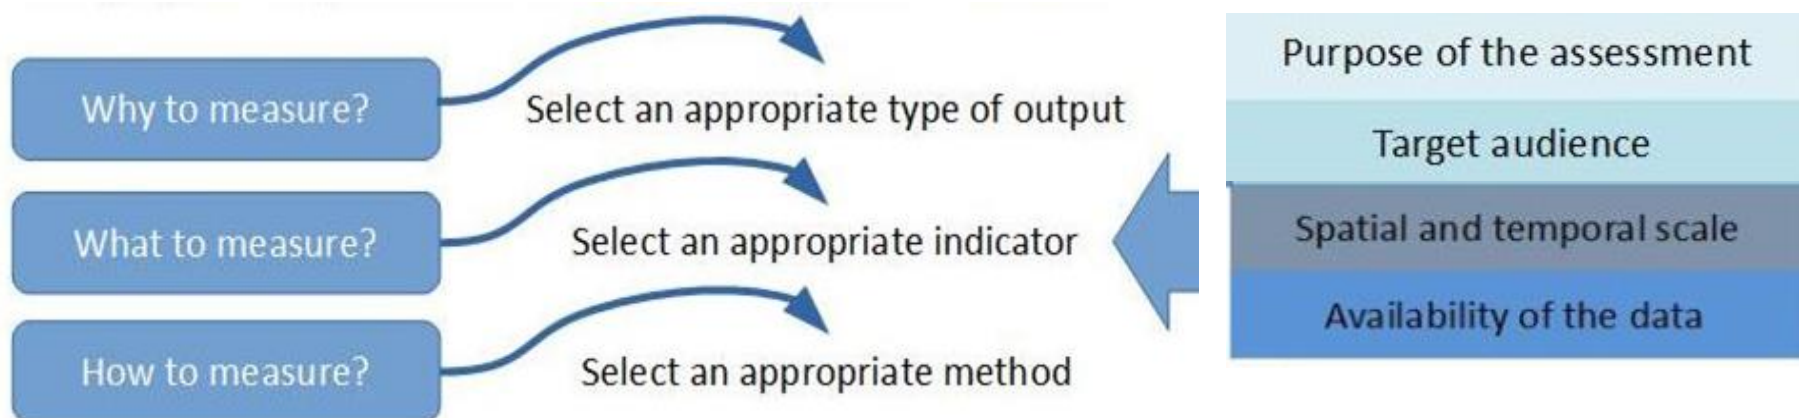 Why to measure?
Select an appropriate type of output
What to measure?
Select an appropriate indicator
How to measure?
Select an appropriate method
Purpose of the assessment
Target audience
Spatial and temporal scale
Availability of the data